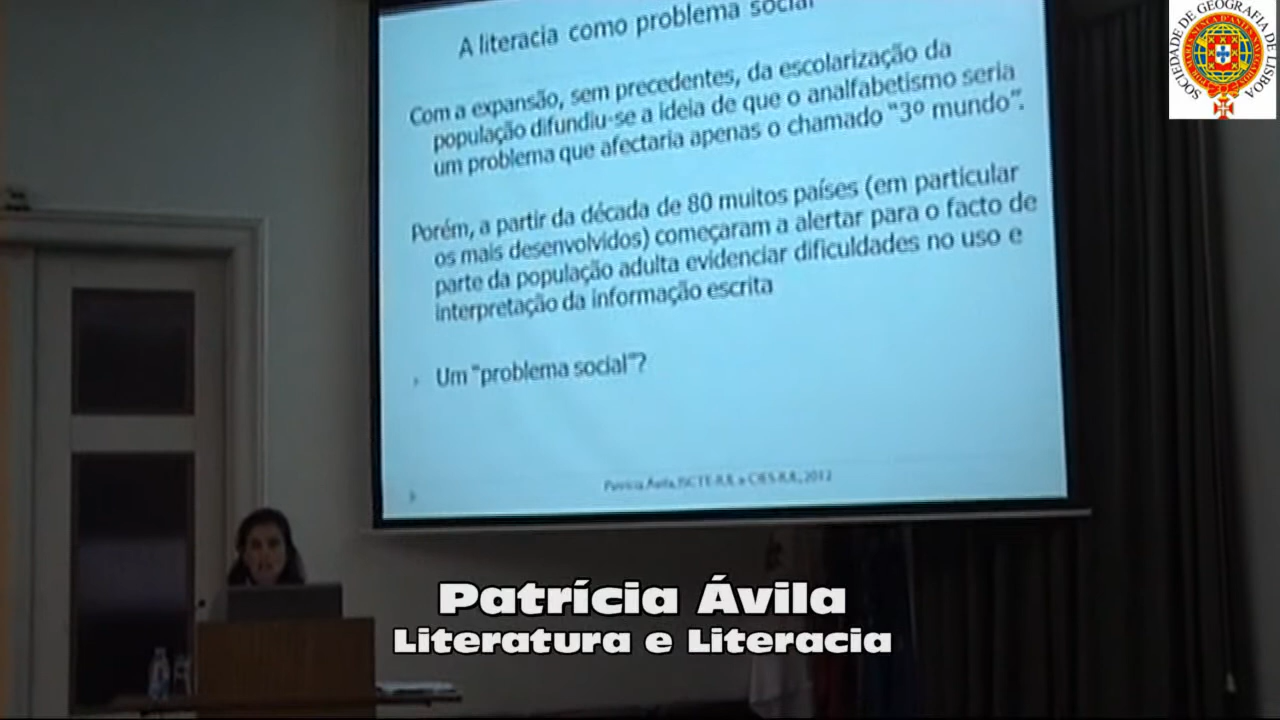 A literacia como problema social
Com a expansão, sem precedentes, da escolarização da
população difundiu-se a ideia de que o analfabetismo seria
um problema que afectaria apenas o chamado "3º mundo".
Porém, a partir da década de 80 muitos países (em particular
os mais desenvolvidos) começaram a alertar para o facto de
parte da população adulta evidenciar dificuldades no uso e
interpretação da informação escrita
Um "problema social"?
Patrícia Ávila, ISCTE-IUL e CIES-IUL, 2012
SOCIEDADE DE GEOGRAFIA DE LISBOA
Patrícia Ávila
Literatura e Literacia